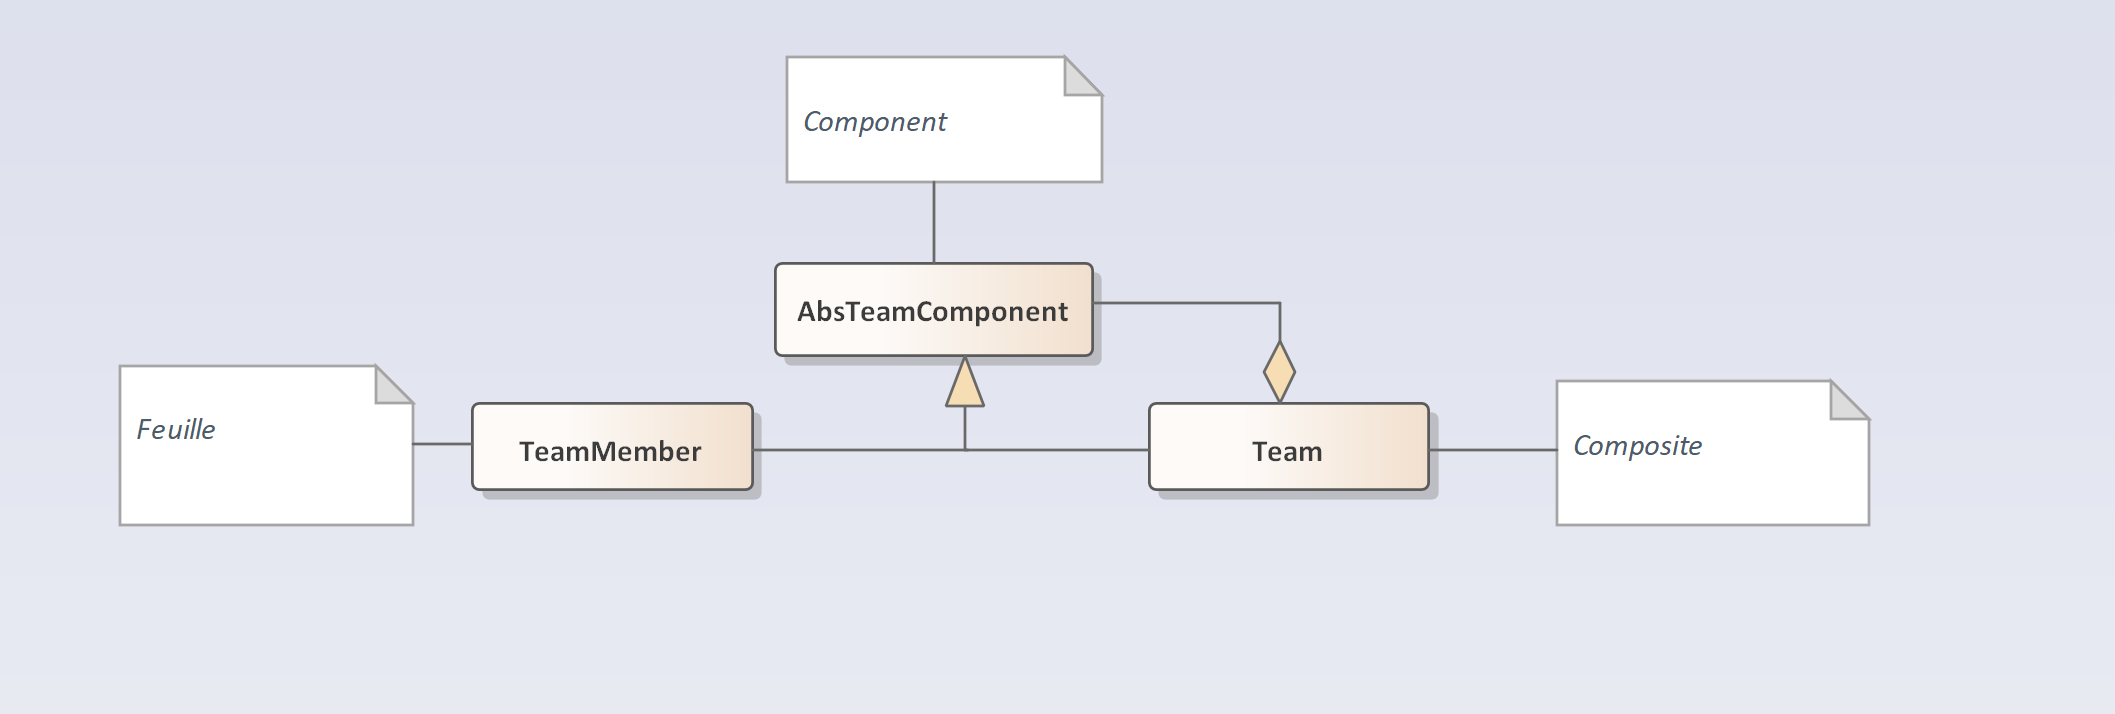 Component
AbsTeamComponent
Feuille
TeamMember
Team
Composite